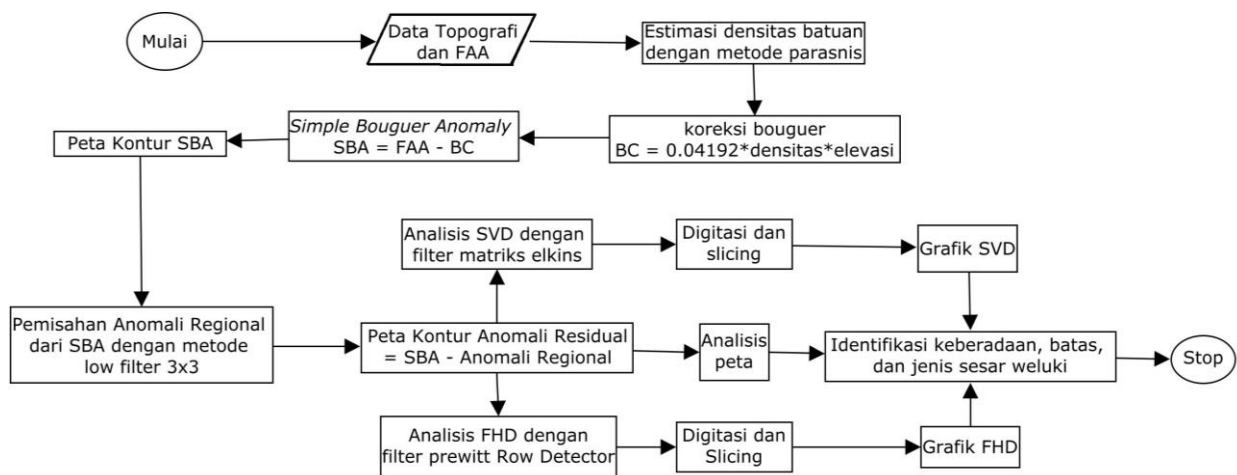 Mulai
Data Topografi
dan FAA
Estimasi densitas batuan
dengan metode parasnis
koreksi bouguer
BC = 0.04192*densitas*elevasi
Simple Bouguer Anomaly
SBA = FAA - BC
Peta Kontur SBA
Pemisahan Anomali Regional
dari SBA dengan metode
low filter 3x3
Peta Kontur Anomali Residual
= SBA - Anomali Regional
Analisis SVD dengan
filter matriks elkins
Digitasi dan
slicing
Grafik SVD
Analisis
peta
Identifikasi keberadaan, batas,
dan jenis sesar weluki
Stop
Analisis FHD dengan
filter prewitt Row Detector
Digitasi dan
Slicing
Grafik FHD